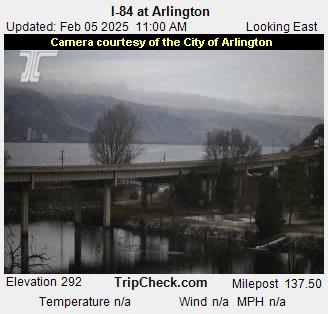 I-84 at Arlington
Updated: Feb 05 2025 11:00 AM Looking East
Camera courtesy of the City of Arlington
Elevation 292 TripCheck.com Milepost 137.50
Temperature n/a Wind n/a MPH n/a